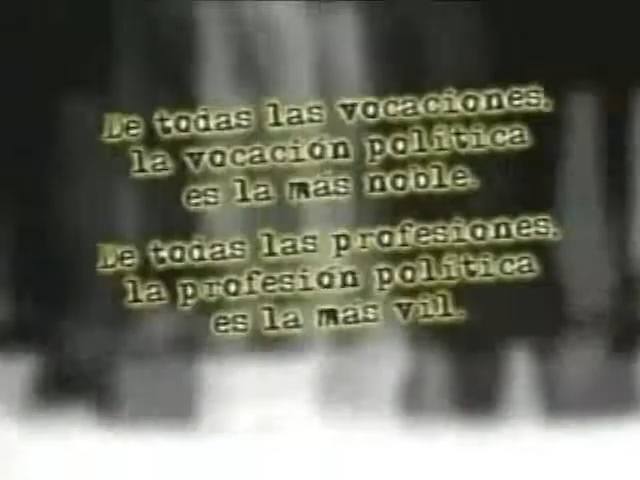 De todas las vocaciones,
la vocación política
es la más noble.
De todas las profesiones,
la profesión política
es la más vil.